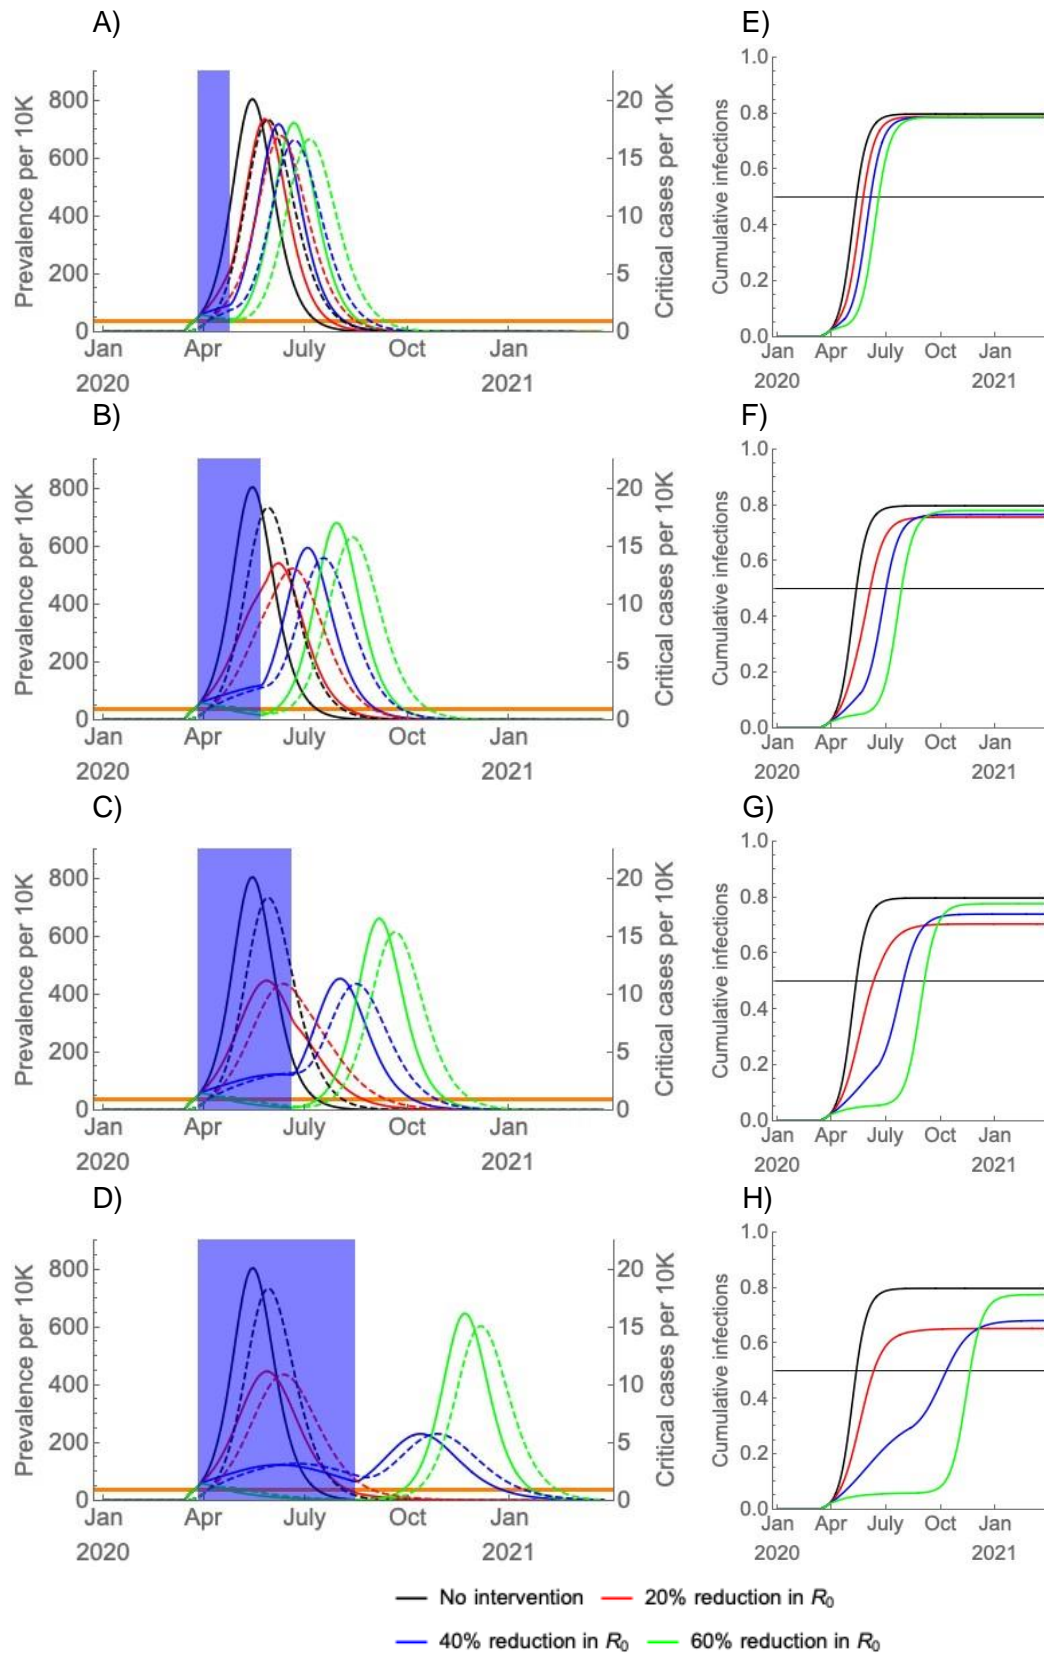 A)
E)
Prevalence per 10K
800
600
400
200
0
20
15
10
5
0
Critical cases per 10K
Jan Apr July Oct Jan
2020 2021
Cumulative infections
1.0
0.8
0.6
0.4
0.2
0.0
Jan Apr July Oct Jan
2020 2021
B)
F)
Prevalence per 10K
800
600
400
200
0
20
15
10
5
0
Critical cases per 10K
Jan Apr July Oct Jan
2020 2021
Cumulative infections
1.0
0.8
0.6
0.4
0.2
0.0
Jan Apr July Oct Jan
2020 2021
C)
G)
Prevalence per 10K
800
600
400
200
0
20
15
10
5
0
Critical cases per 10K
Jan Apr July Oct Jan
2020 2021
Cumulative infections
1.0
0.8
0.6
0.4
0.2
0.0
Jan Apr July Oct Jan
2020 2021
D)
H)
Prevalence per 10K
800
600
400
200
0
20
15
10
5
0
Critical cases per 10K
Jan Apr July Oct Jan
2020 2021
Cumulative infections
1.0
0.8
0.6
0.4
0.2
0.0
Jan Apr July Oct Jan
2020 2021
No intervention 20% reduction in R₀
40% reduction in R₀ 60% reduction in R₀